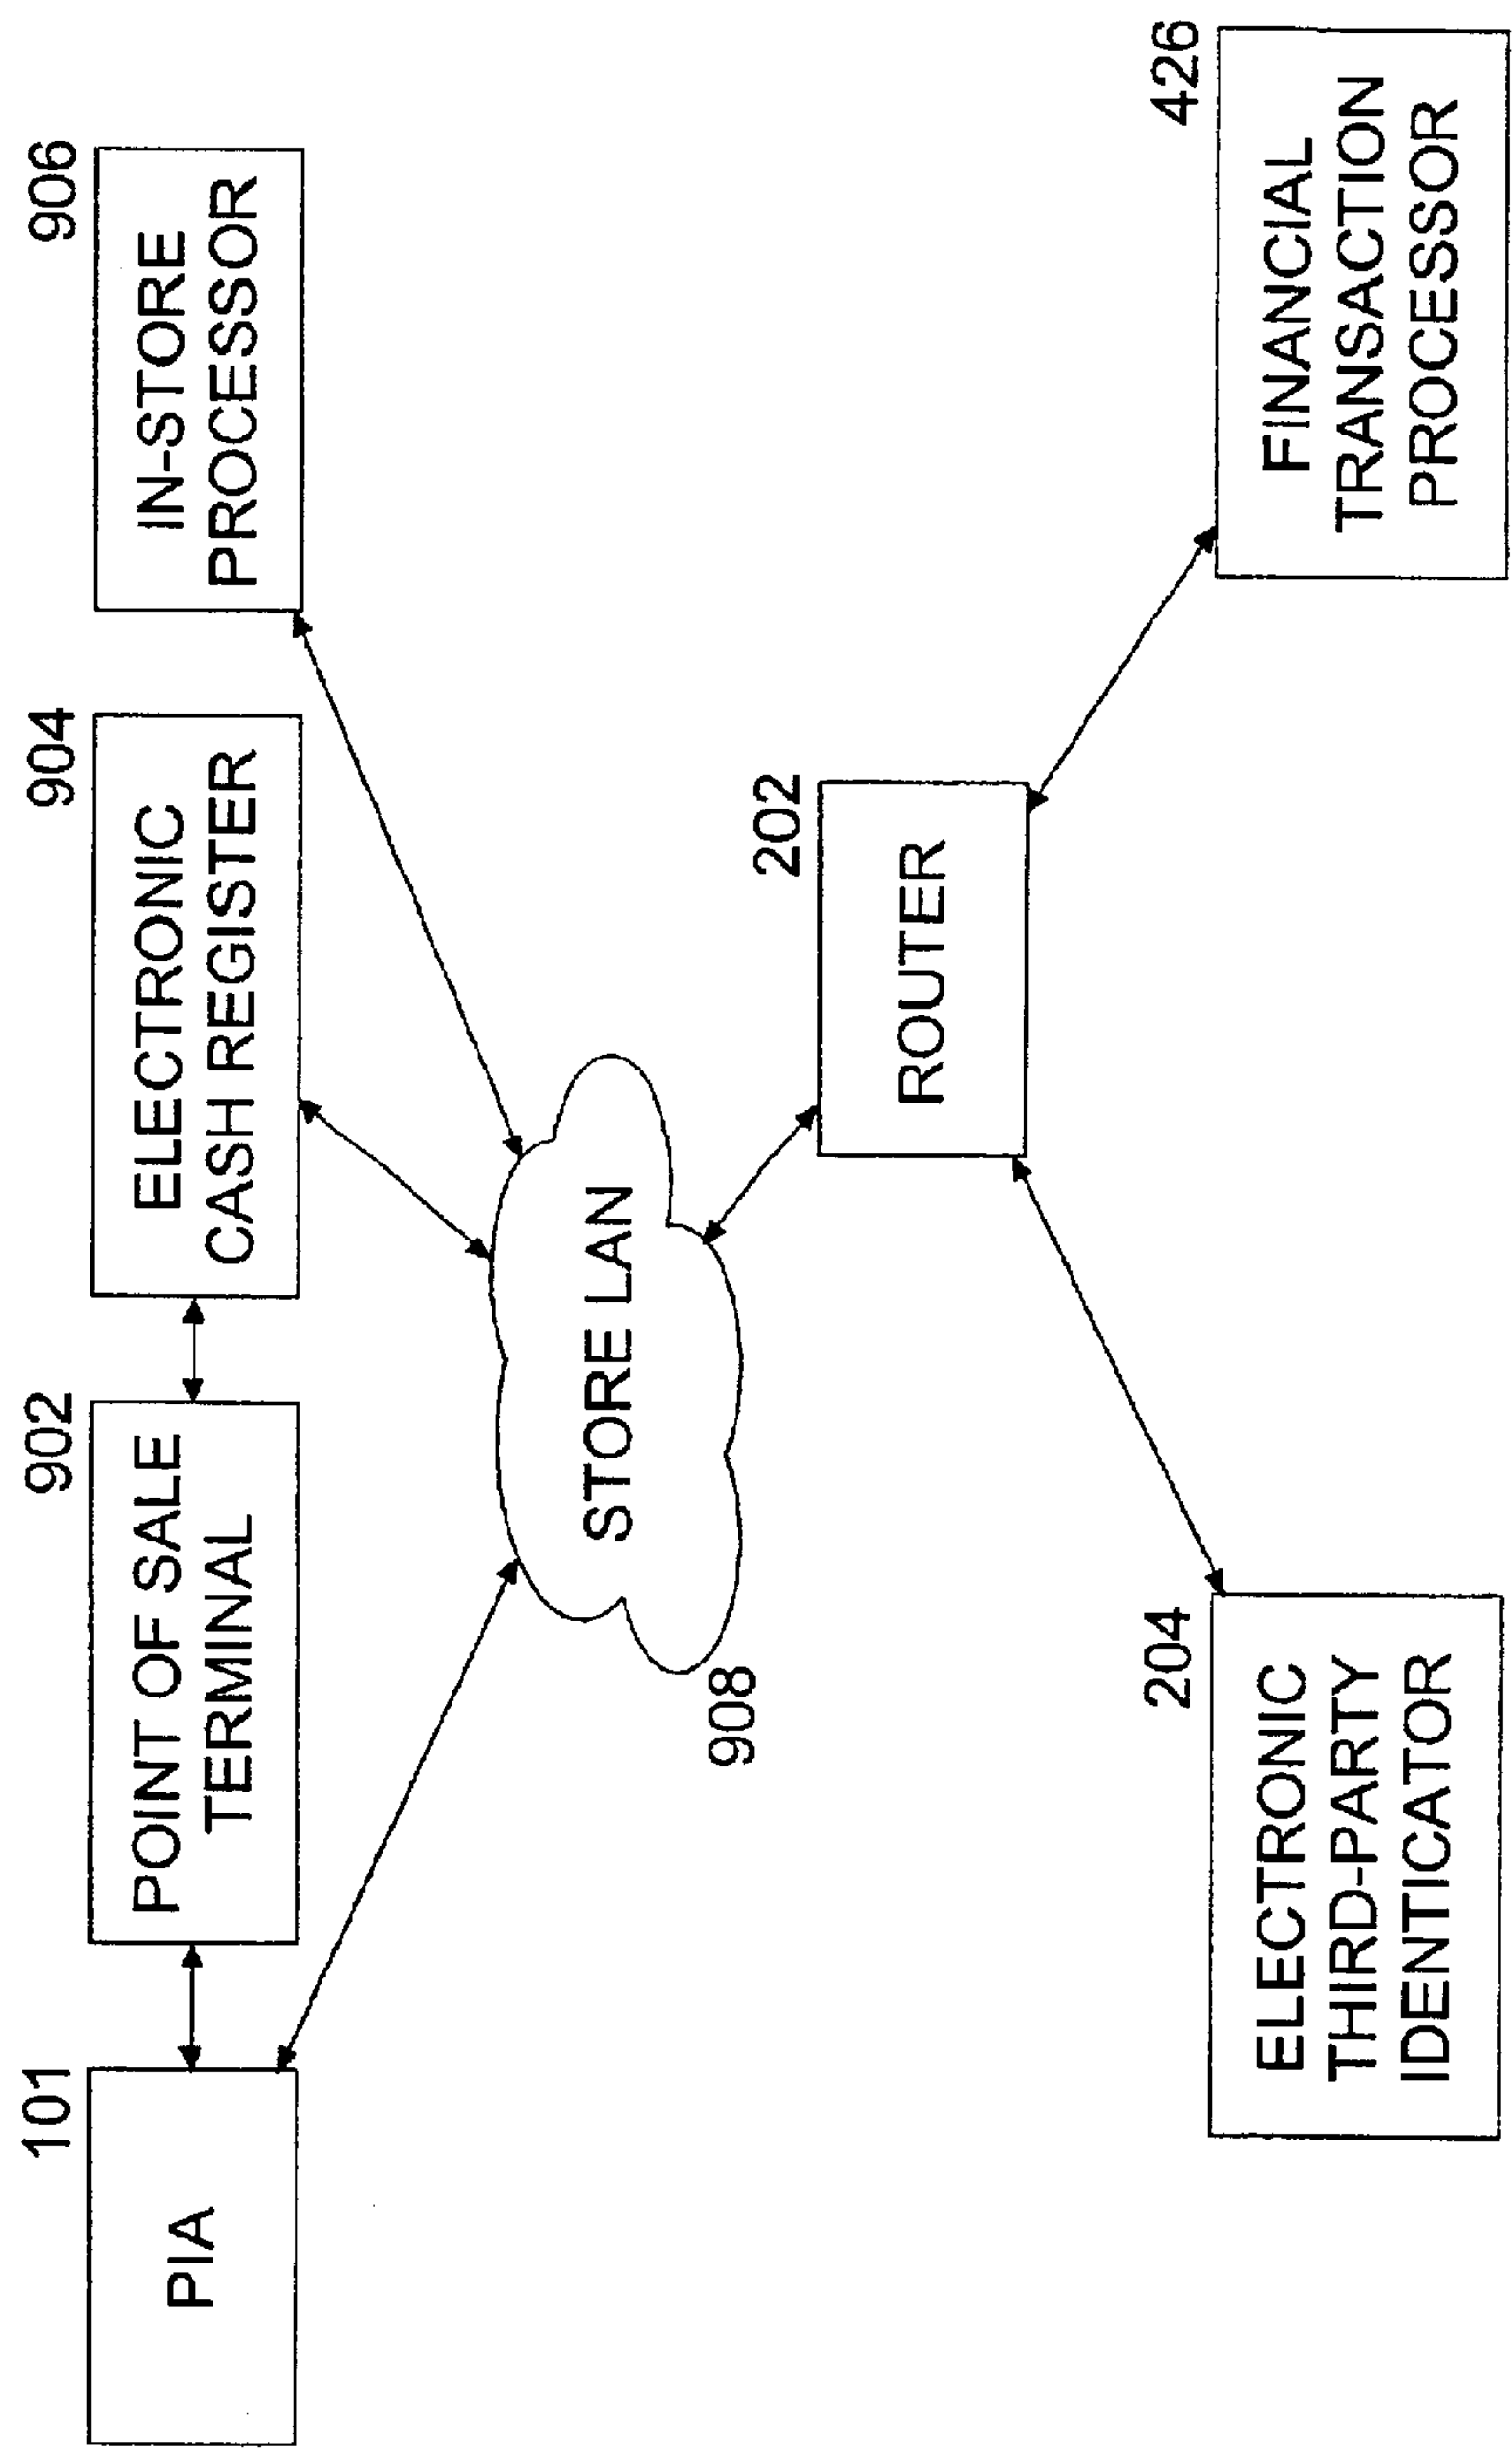 101
PIA
902
POINT OF SALE
TERMINAL
904
ELECTRONIC
CASH REGISTER
906
IN-STORE
PROCESSOR
STORE LAN
908
202
ROUTER
204
ELECTRONIC
THIRD-PARTY
IDENTICATOR
426
FINANCIAL
TRANSACTION
PROCESSOR